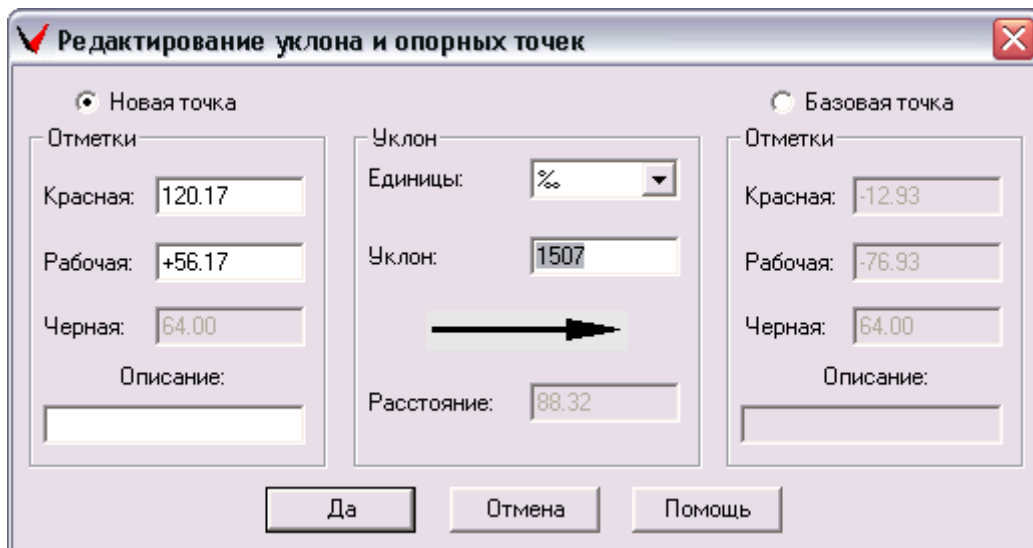 Редактирование уклона и опорных точек
Новая точка
Базовая точка
Отметки
Красная: 120.17
Рабочая: +56.17
Черная: 64.00
Описание:
Уклон
Единицы: ‰
Уклон: 1507
Расстояние: 88.32
Отметки
Красная: -12.93
Рабочая: -76.93
Черная: 64.00
Описание:
Да
Отмена
Помощь